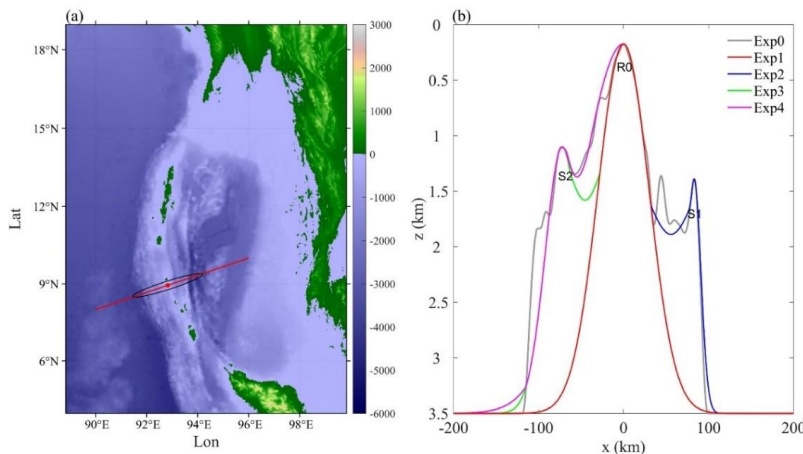 (a)
18°N
15°N
12°N
9°N
6°N
Lat
90°E 92°E 94°E 96°E 98°E
Lon
3000
2000
1000
0
-1000
-2000
-3000
-4000
-5000
-6000
(b)
0
0.5
1
1.5
2
2.5
3
3.5
z (km)
-200 -100 0 100 200
x (km)
R0
S2
S1
Exp0
Exp1
Exp2
Exp3
Exp4